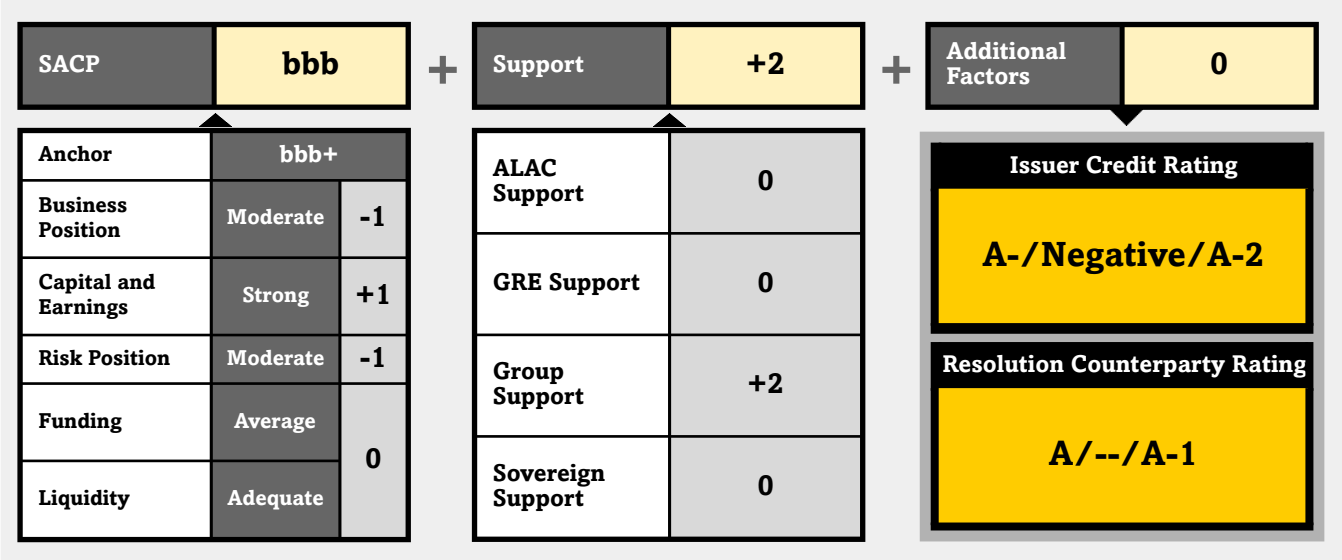 SACP
bbb
+
Support
+2
+
Additional
Factors
0
Anchor
bbb+
Business
Position
Moderate
-1
Capital and
Earnings
Strong
+1
Risk Position
Moderate
-1
Funding
Average
Liquidity
Adequate
0
ALAC
Support
0
GRE Support
0
Group
Support
+2
Sovereign
Support
0
Issuer Credit Rating
A-/Negative/A-2
Resolution Counterparty Rating
A/--/A-1